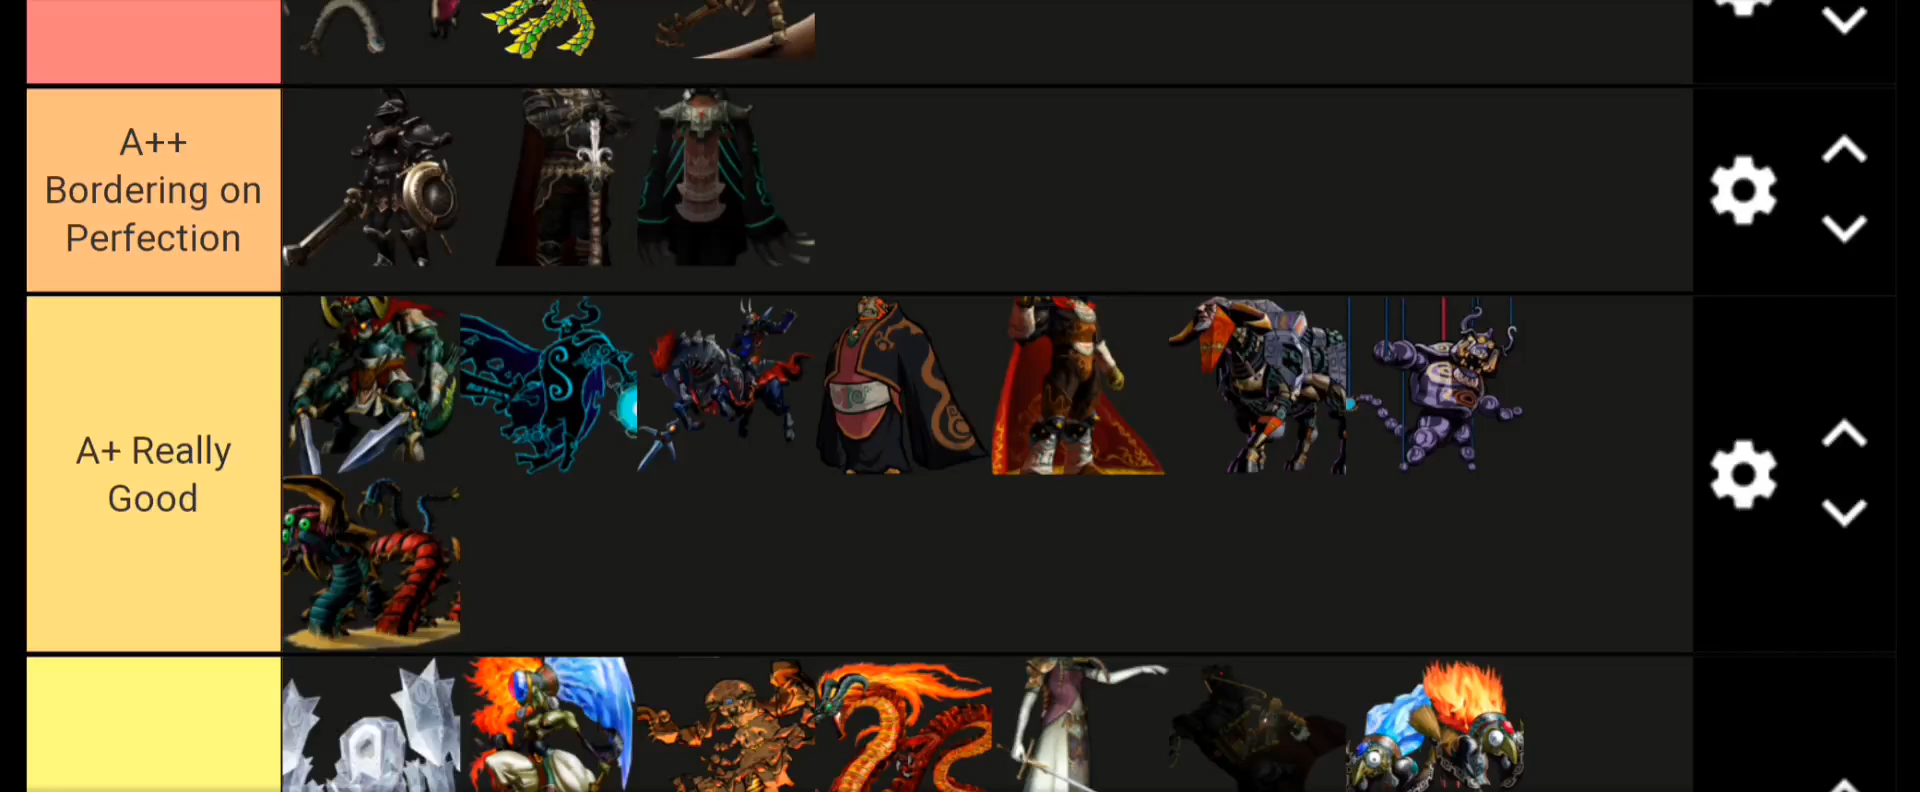 A++
Bordering on
Perfection
A+ Really
Good